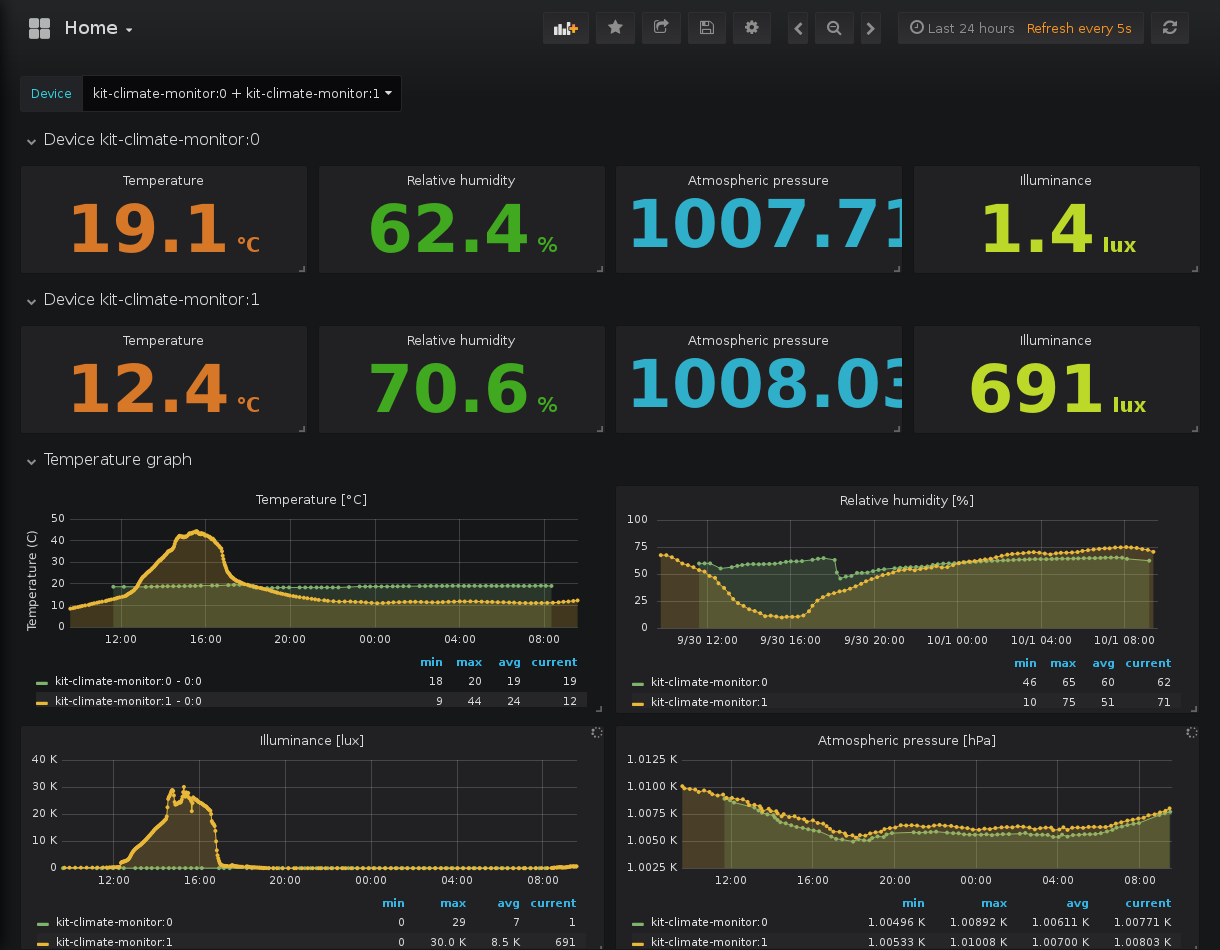 Home
Last 24 hours Refresh every 5s
Device kit-climate-monitor:0 + kit-climate-monitor:1
Device kit-climate-monitor:0
Temperature Relative humidity Atmospheric pressure Illuminance
19.1 °C 62.4 % 1007.71 1.4 lux
Device kit-climate-monitor:1
Temperature Relative humidity Atmospheric pressure Illuminance
12.4 °C 70.6 % 1008.03 691 lux
Temperature graph
Temperature [°C]
Temperature (C)
50
40
30
20
10
0
12:00 16:00 20:00 00:00 04:00 08:00
min max avg current
kit-climate-monitor:0 - 0:0 18 20 19 19
kit-climate-monitor:1 - 0:0 9 44 24 12
Relative humidity [%]
100
75
50
25
0
9/30 12:00 9/30 16:00 9/30 20:00 10/1 00:00 10/1 04:00 10/1 08:00
min max avg current
kit-climate-monitor:0 46 65 60 62
kit-climate-monitor:1 10 75 51 71
Illuminance [lux]
40 K
30 K
20 K
10 K
0
12:00 16:00 20:00 00:00 04:00 08:00
min max avg current
kit-climate-monitor:0 0 29 7 1
kit-climate-monitor:1 0 30.0 K 8.5 K 691
Atmospheric pressure [hPa]
1.0125 K
1.0100 K
1.0075 K
1.0050 K
1.0025 K
12:00 16:00 20:00 00:00 04:00 08:00
min max avg current
kit-climate-monitor:0 1.00496 K 1.00892 K 1.00611 K 1.00771 K
kit-climate-monitor:1 1.00533 K 1.01008 K 1.00700 K 1.00803 K